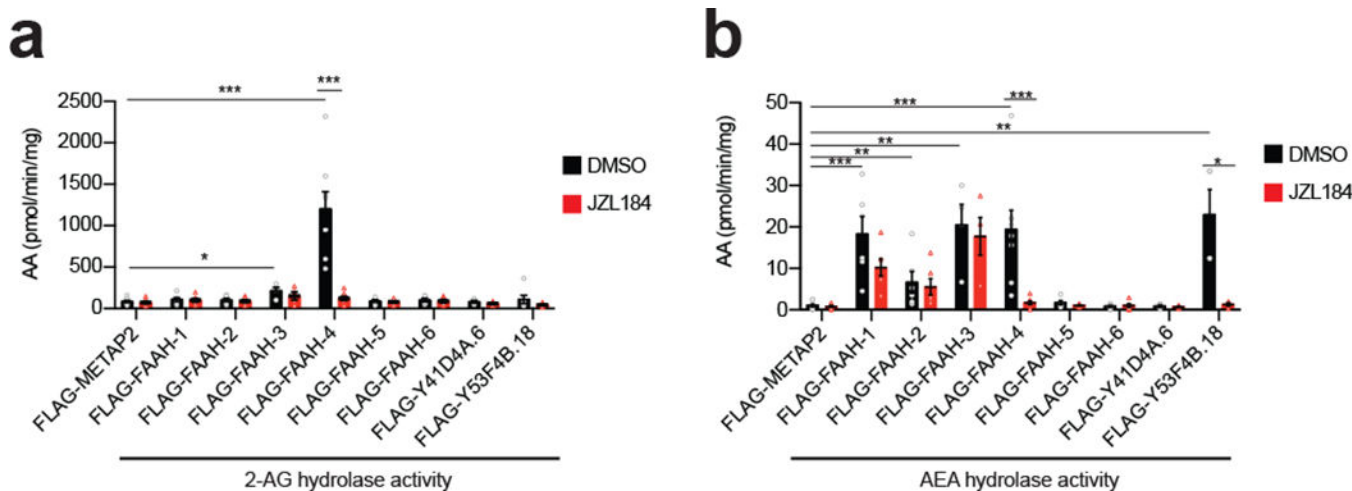 a
***
***
*
AA (pmol/min/mg)
2500
2000
1500
1000
500
0
DMSO
JZL184
FLAG-METAP2
FLAG-FAAH-1
FLAG-FAAH-2
FLAG-FAAH-3
FLAG-FAAH-4
FLAG-FAAH-5
FLAG-FAAH-6
FLAG-Y41D4A.6
FLAG-Y53F4B.18
2-AG hydrolase activity
b
***
***
**
**
**
***
*
AA (pmol/min/mg)
50
40
30
20
10
0
DMSO
JZL184
FLAG-METAP2
FLAG-FAAH-1
FLAG-FAAH-2
FLAG-FAAH-3
FLAG-FAAH-4
FLAG-FAAH-5
FLAG-FAAH-6
FLAG-Y41D4A.6
FLAG-Y53F4B.18
AEA hydrolase activity